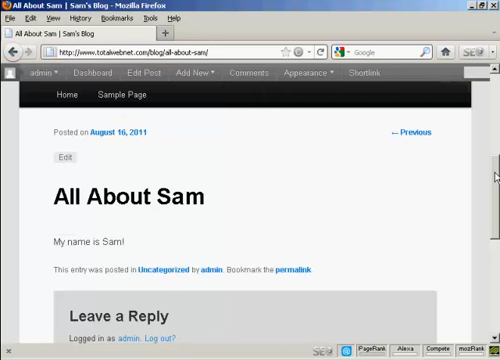 All About Sam | Sam's Blog - Mozilla Firefox
File Edit View History Bookmarks Tools Help
All About Sam | Sam's Blog +
http://www.totalwebnet.com/blog/all-about-sam/ Google
admin Dashboard Edit Post Add New Comments Appearance Shortlink
Home Sample Page
Posted on August 16, 2011 ← Previous
Edit
All About Sam
My name is Sam!
This entry was posted in Uncategorized by admin. Bookmark the permalink
Leave a Reply
Logged in as admin. Log out?
PageRank Alexa Compete mozRank